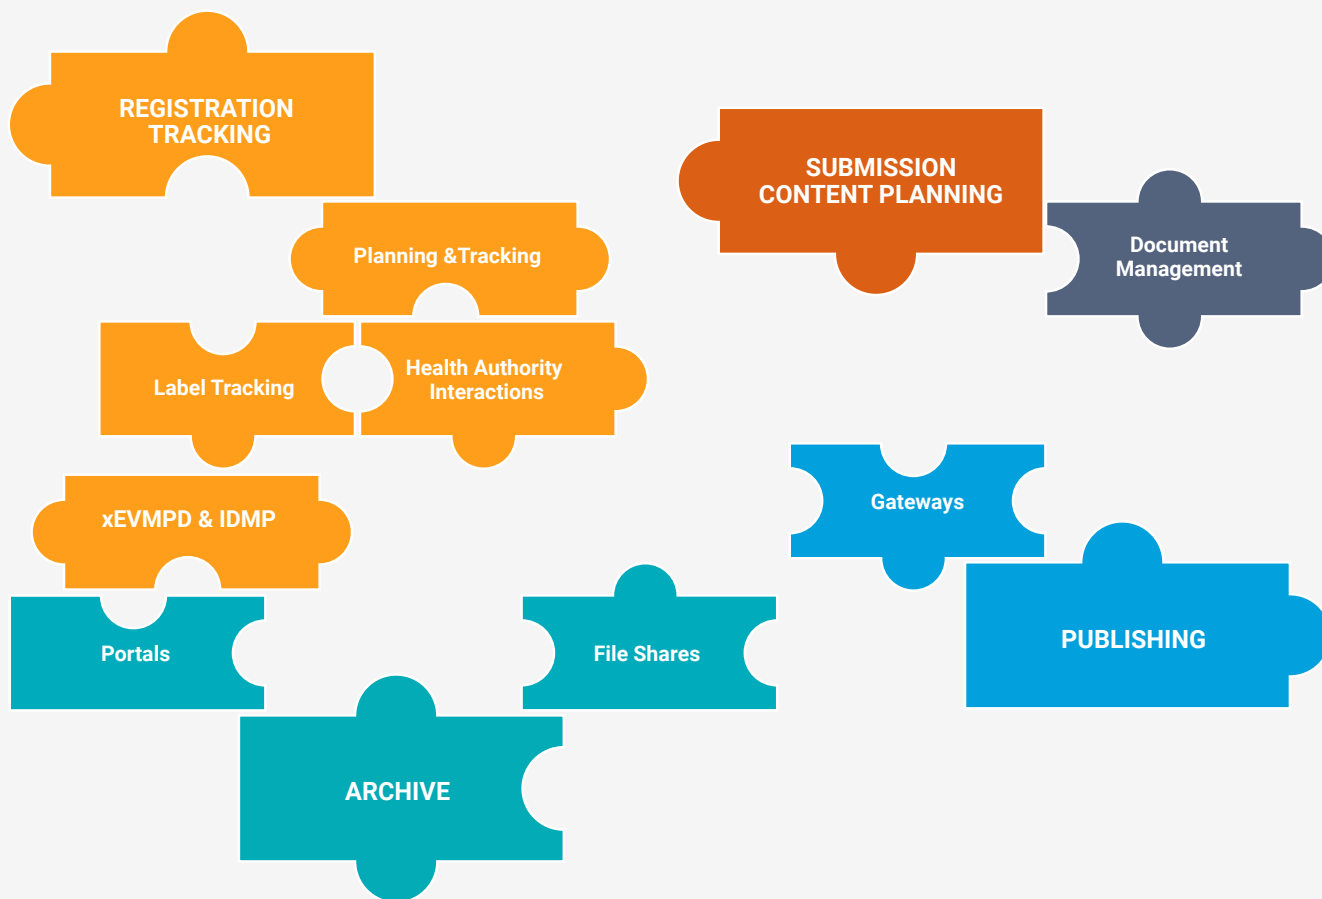 REGISTRATION
TRACKING
SUBMISSION
CONTENT PLANNING
Planning &Tracking
Document
Management
Label Tracking
Health Authority
Interactions
Gateways
xEVMPD & IDMP
Portals
File Shares
PUBLISHING
ARCHIVE